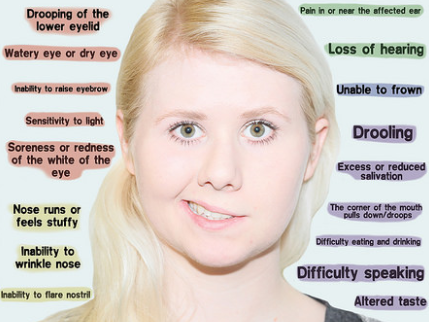 Drooping of the
lower eyelid
Watery eye or dry eye
Inability to raise eyebrow
Sensitivity to light
Soreness or redness
of the white of the
eye
Nose runs or
feels stuffy
Inability to
wrinkle nose
Inability to flare nostril
Pain in or near the affected ear
Loss of hearing
Unable to frown
Drooling
Excess or reduced
salivation
The corner of the mouth
pulls down/droops
Difficulty eating and drinking
Difficulty speaking
Altered taste